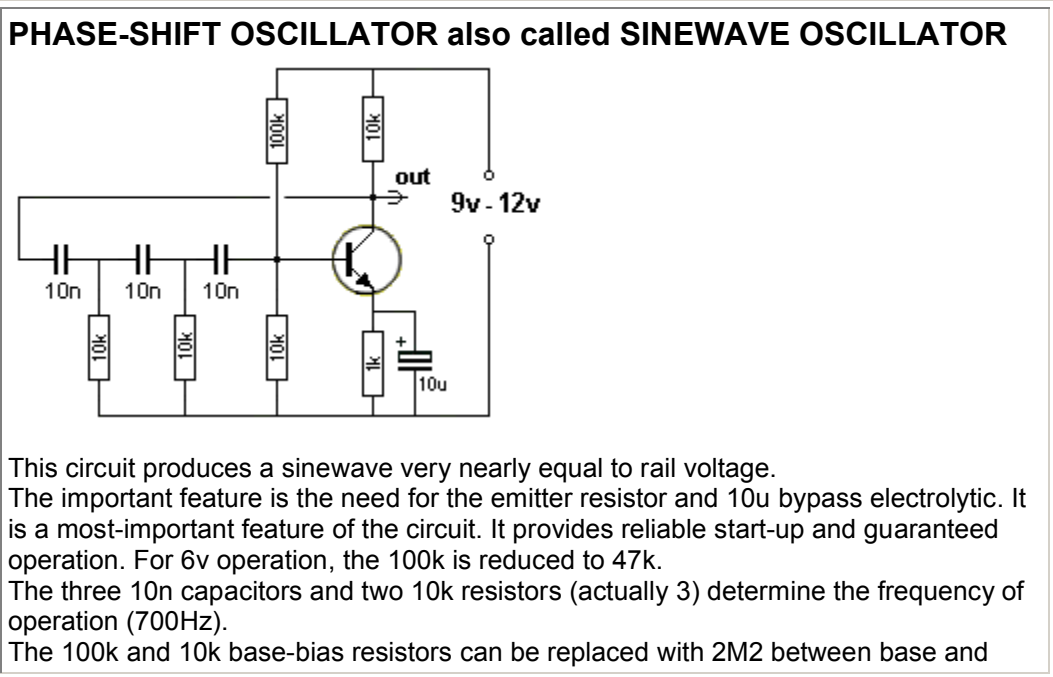 PHASE-SHIFT OSCILLATOR also called SINEWAVE OSCILLATOR
100k
10k
out
9v - 12v
10n
10n
10n
10k
10k
10k
1k
+
10u
This circuit produces a sinewave very nearly equal to rail voltage.
The important feature is the need for the emitter resistor and 10u bypass electrolytic. It
is a most-important feature of the circuit. It provides reliable start-up and guaranteed
operation. For 6v operation, the 100k is reduced to 47k.
The three 10n capacitors and two 10k resistors (actually 3) determine the frequency of
operation (700Hz).
The 100k and 10k base-bias resistors can be replaced with 2M2 between base and